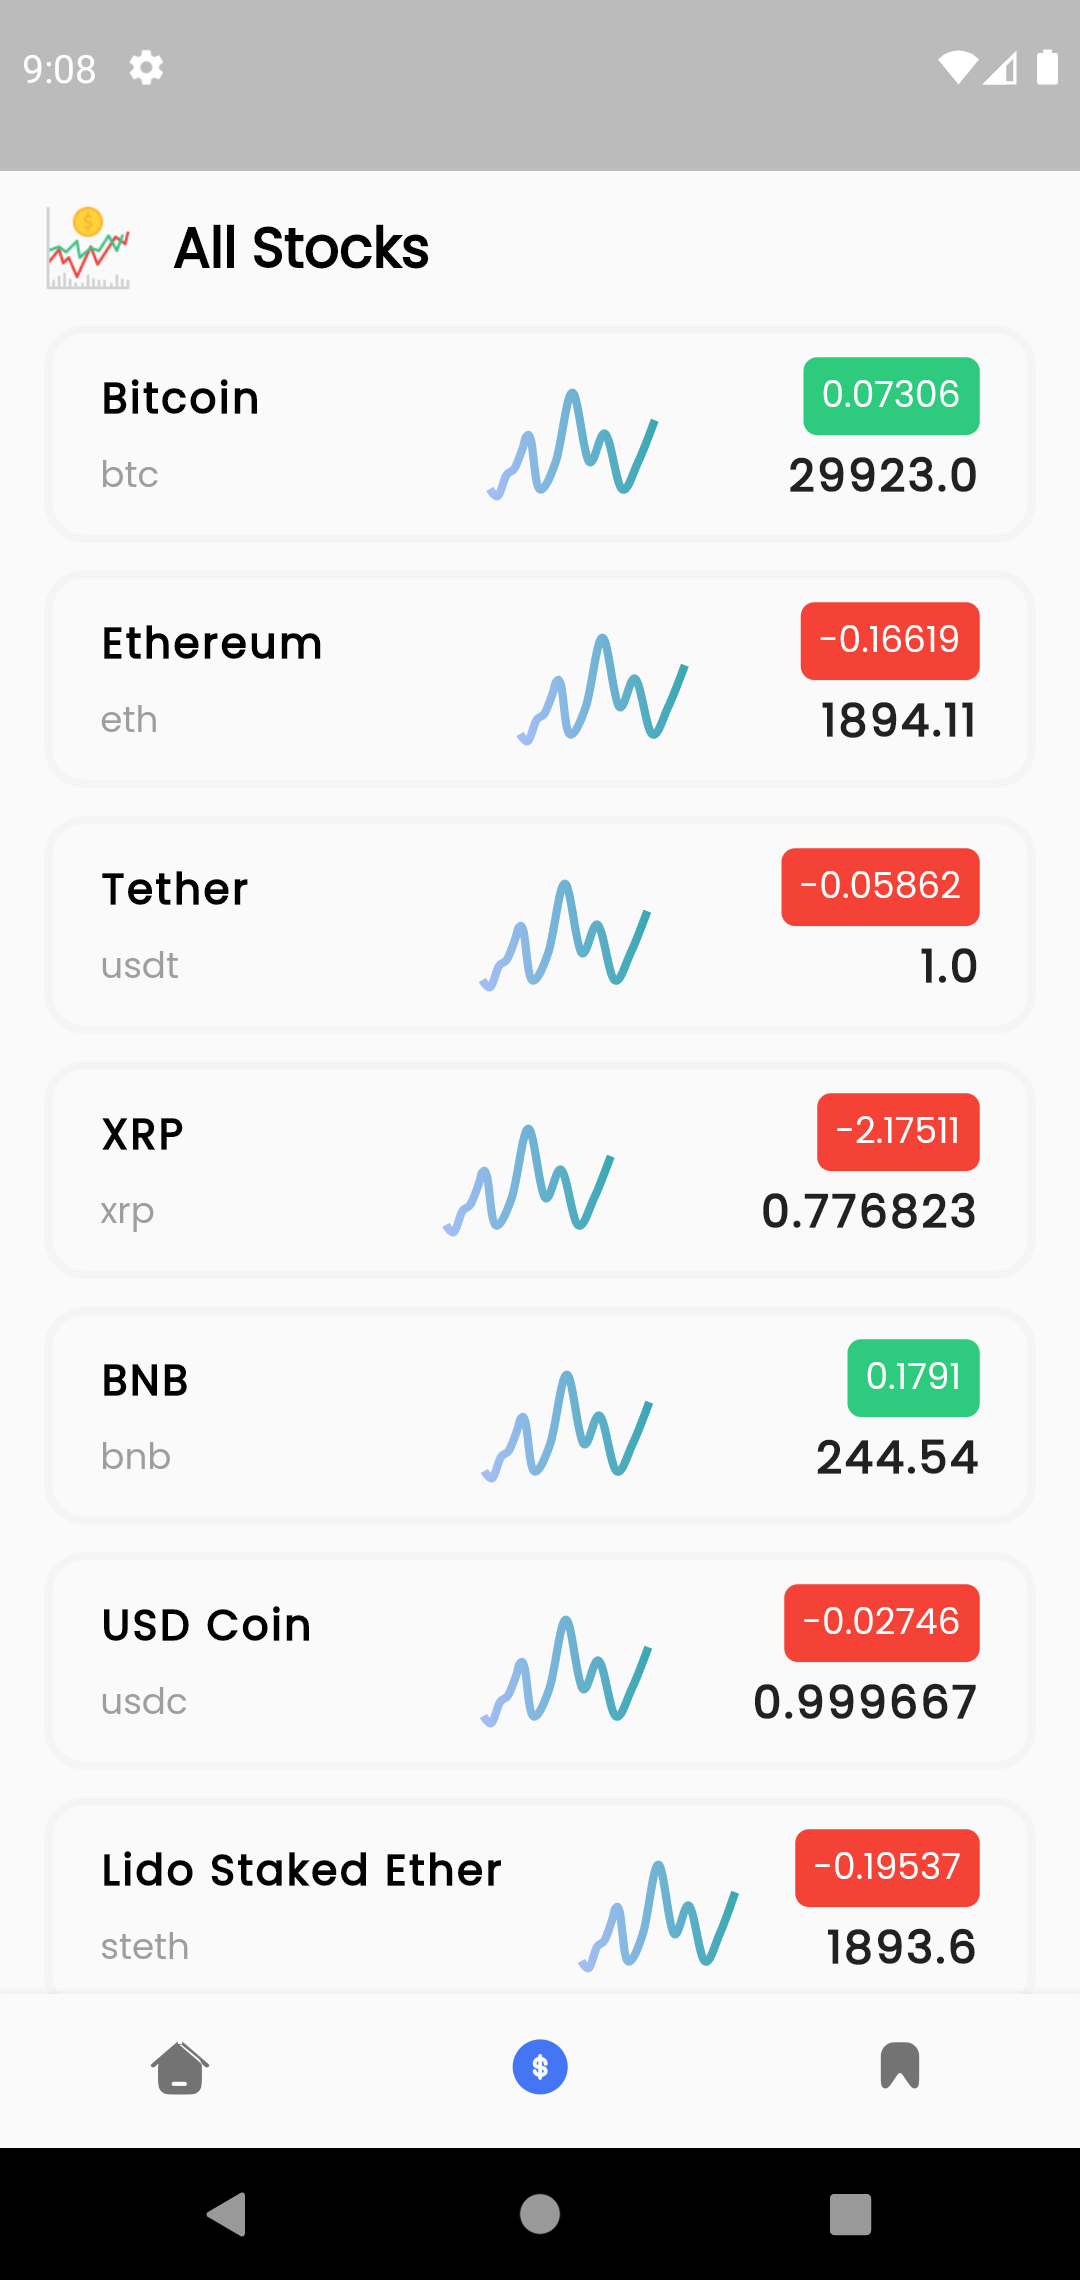 9:08
All Stocks
Bitcoin
0.07306
btc
29923.0
Ethereum
-0.16619
eth
1894.11
Tether
-0.05862
usdt
1.0
XRP
-2.17511
xrp
0.776823
BNB
0.1791
bnb
244.54
USD Coin
-0.02746
usdc
0.999667
Lido Staked Ether
-0.19537
steth
1893.6